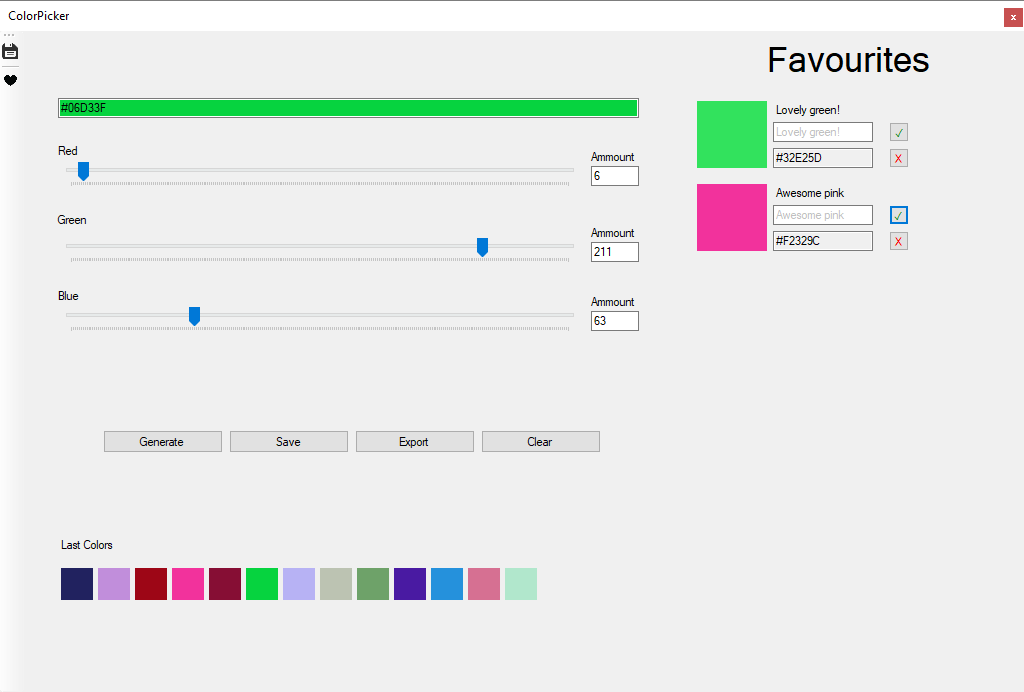 ColorPicker
x
Favourites
#06D33F
Red
Ammount
6
Green
Ammount
211
Blue
Ammount
63
Lovely green!
Lovely green!
✓
#32E25D
X
Awesome pink
Awesome pink
✓
#F2329C
X
Generate
Save
Export
Clear
Last Colors